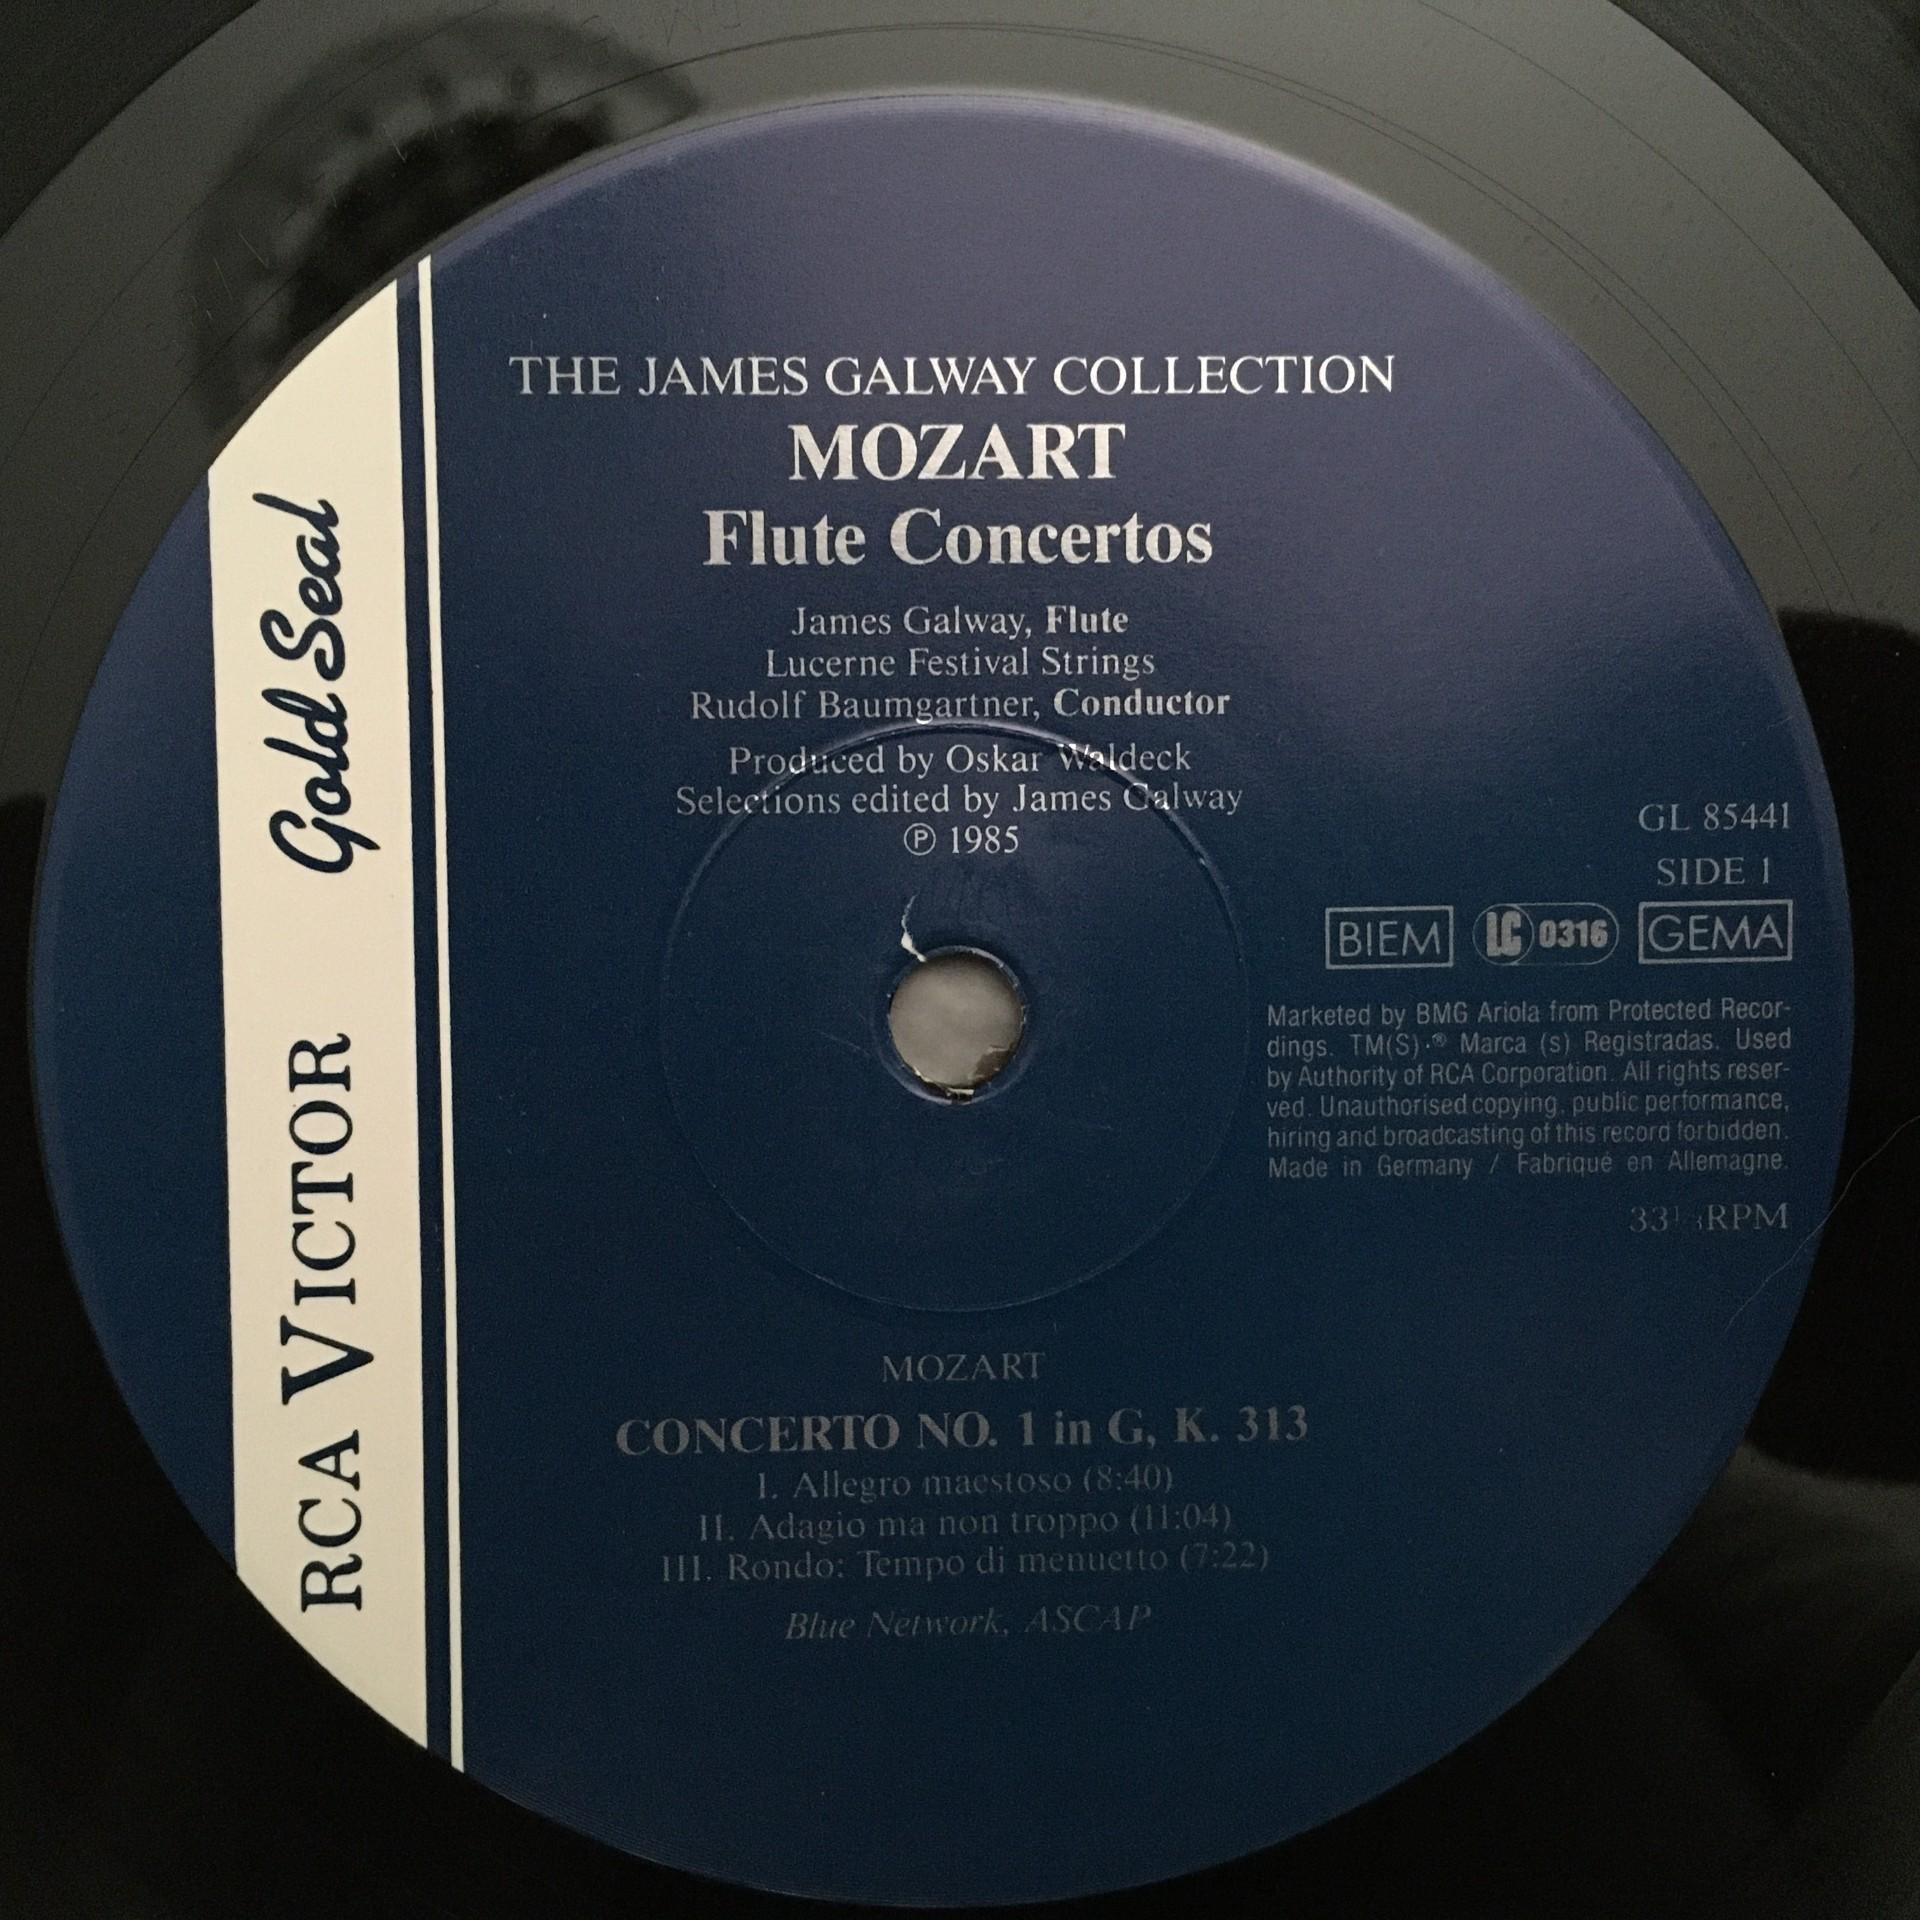 THE JAMES GALWAY COLLECTION
MOZART
Flute Concertos
James Galway, Flute
Lucerne Festival Strings
Rudolf Baumgartner, Conductor
Produced by Oskar Waldeck
Selections edited by James Galway
℗ 1985
RCA VICTOR Gold Seal
GL 85441
SIDE 1
BIEM LC 0316 GEMA
Marketed by BMG Ariola from Protected Recor-
dings. TM(S) ·® Marca (s) Registradas. Used
by Authority of RCA Corporation. All rights reser-
ved. Unauthorised copying, public performance,
hiring and broadcasting of this record forbidden.
Made in Germany / Fabriqué en Allemagne.
33⅓RPM
MOZART
CONCERTO NO. 1 in G, K. 313
I. Allegro maestoso (8:40)
II. Adagio ma non troppo (11:04)
III. Rondo: Tempo di menuetto (7:22)
Blue Network, ASCAP